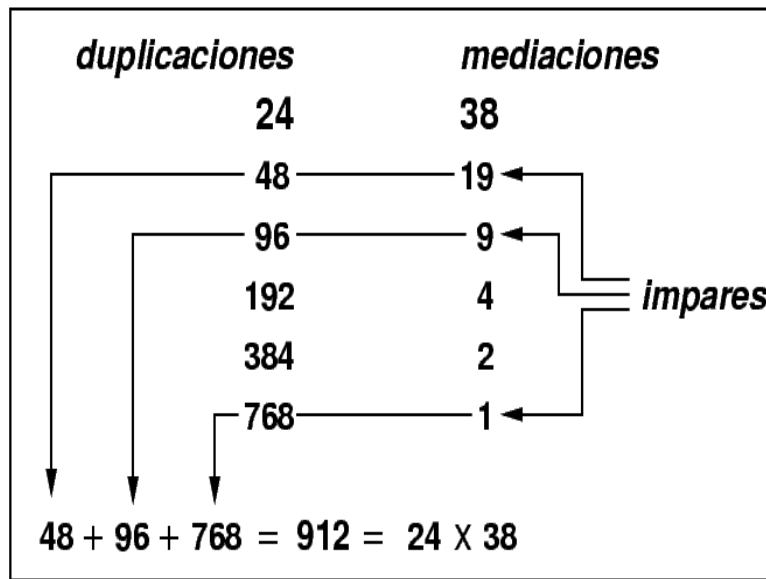 duplicaciones mediaciones
24 38
48 19
96 9
192 4
impares
384 2
768 1
48 + 96 + 768 = 912 = 24 X 38